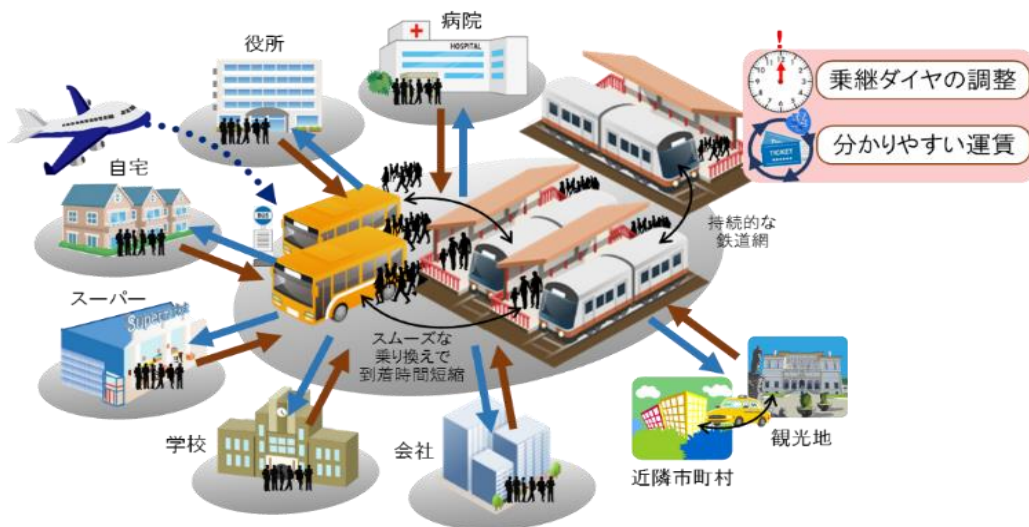 病院
役所
HOSPITAL
乗継ダイヤの調整
自宅
BUS
TICKET
分かりやすい運賃
持続的な
鉄道網
スーパー
スムーズな
乗り換えで
到着時間短縮
学校
会社
観光地
近隣市町村